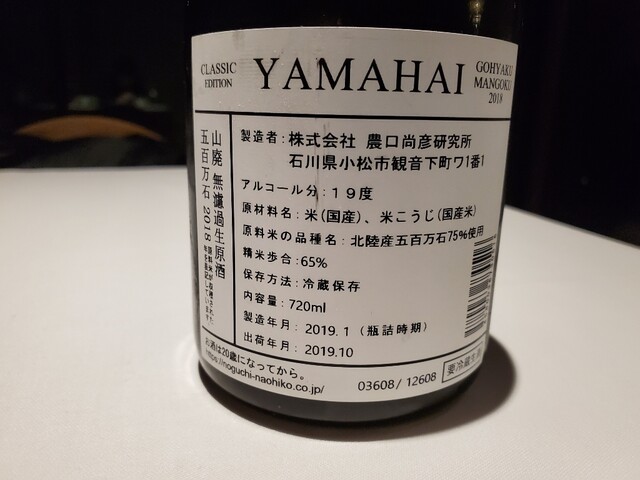 CLASSIC
EDITION
YAMAHAI
GOHYAKU
MANGOKU
2018
山廃 無濾過生原酒
五百万石 2018
製造者：株式会社 農口尚彦研究所
石川県小松市観音下町ワ1番1
アルコール分：19度
原材料名：米(国産)、米こうじ(国産米)
原料米の品種名：北陸産五百万石75%使用
精米歩合：65%
保存方法：冷蔵保存
内容量：720ml
製造年月：2019.1（瓶詰時期）
出荷年月：2019.10
お酒は20歳になってから。
https://noguchi-naohiko.co.jp/
03608/12608
要冷蔵